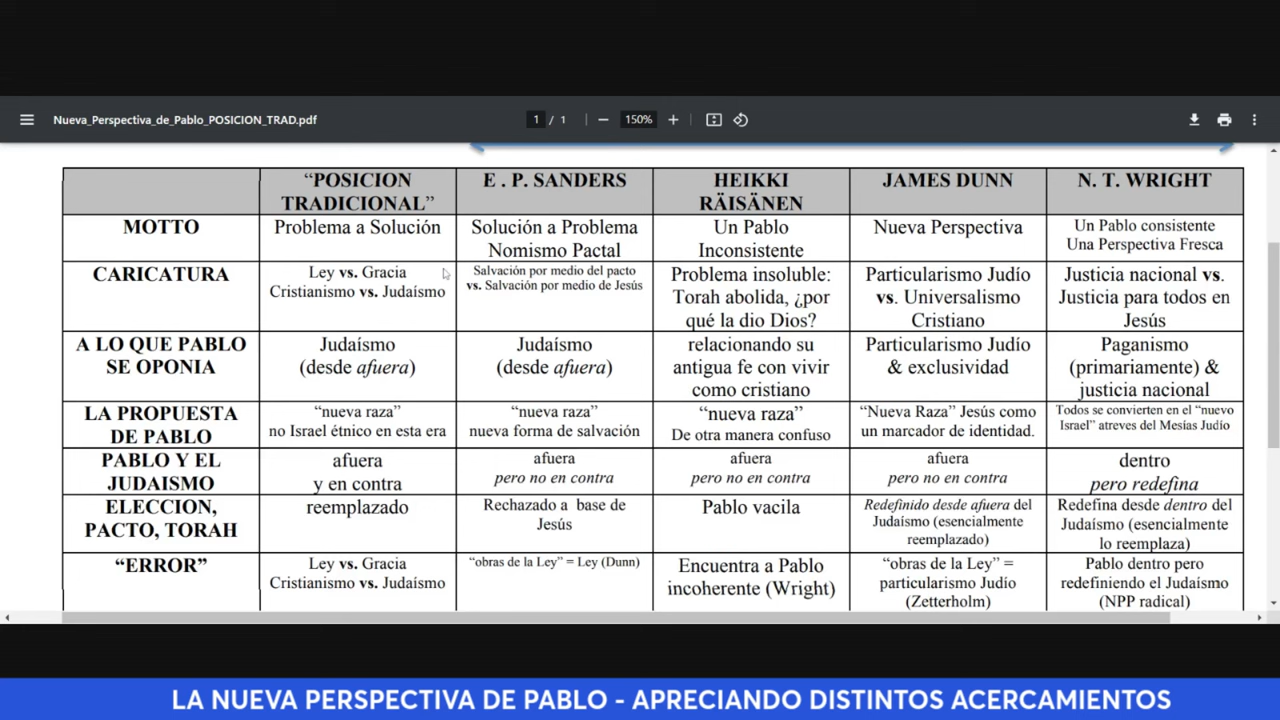 Nueva_Perspectiva_de_Pablo_POSICION_TRAD.pdf
1 / 1
150%
“POSICION
TRADICIONAL”
E . P. SANDERS
HEIKKI
RÄISÄNEN
JAMES DUNN
N. T. WRIGHT
MOTTO
Problema a Solución
Solución a Problema
Nomismo Pactal
Un Pablo
Inconsistente
Nueva Perspectiva
Un Pablo consistente
Una Perspectiva Fresca
CARICATURA
Ley vs. Gracia
Cristianismo vs. Judaísmo
Salvación por medio del pacto
vs. Salvación por medio de Jesús
Problema insoluble:
Torah abolida, ¿por
qué la dio Dios?
Particularismo Judío
vs. Universalismo
Cristiano
Justicia nacional vs.
Justicia para todos en
Jesús
A LO QUE PABLO
SE OPONIA
Judaísmo
(desde afuera)
Judaísmo
(desde afuera)
relacionando su
antigua fe con vivir
como cristiano
Particularismo Judío
& exclusividad
Paganismo
(primariamente) &
justicia nacional
LA PROPUESTA
DE PABLO
“nueva raza”
no Israel étnico en esta era
“nueva raza”
nueva forma de salvación
“nueva raza”
De otra manera confuso
“Nueva Raza” Jesús como
un marcador de identidad.
Todos se convierten en el “nuevo
Israel” atreves del Mesías Judío
PABLO Y EL
JUDAISMO
afuera
y en contra
afuera
pero no en contra
afuera
pero no en contra
afuera
pero no en contra
dentro
pero redefina
ELECCION,
PACTO, TORAH
reemplazado
Rechazado a base de
Jesús
Pablo vacila
Redefinido desde afuera del
Judaísmo (esencialmente
reemplazado)
Redefina desde dentro del
Judaísmo (esencialmente
lo reemplaza)
“ERROR”
Ley vs. Gracia
Cristianismo vs. Judaísmo
“obras de la Ley” = Ley (Dunn)
Encuentra a Pablo
incoherente (Wright)
“obras de la Ley” =
particularismo Judío
(Zetterholm)
Pablo dentro pero
redefiniendo el Judaísmo
(NPP radical)
LA NUEVA PERSPECTIVA DE PABLO - APRECIANDO DISTINTOS ACERCAMIENTOS